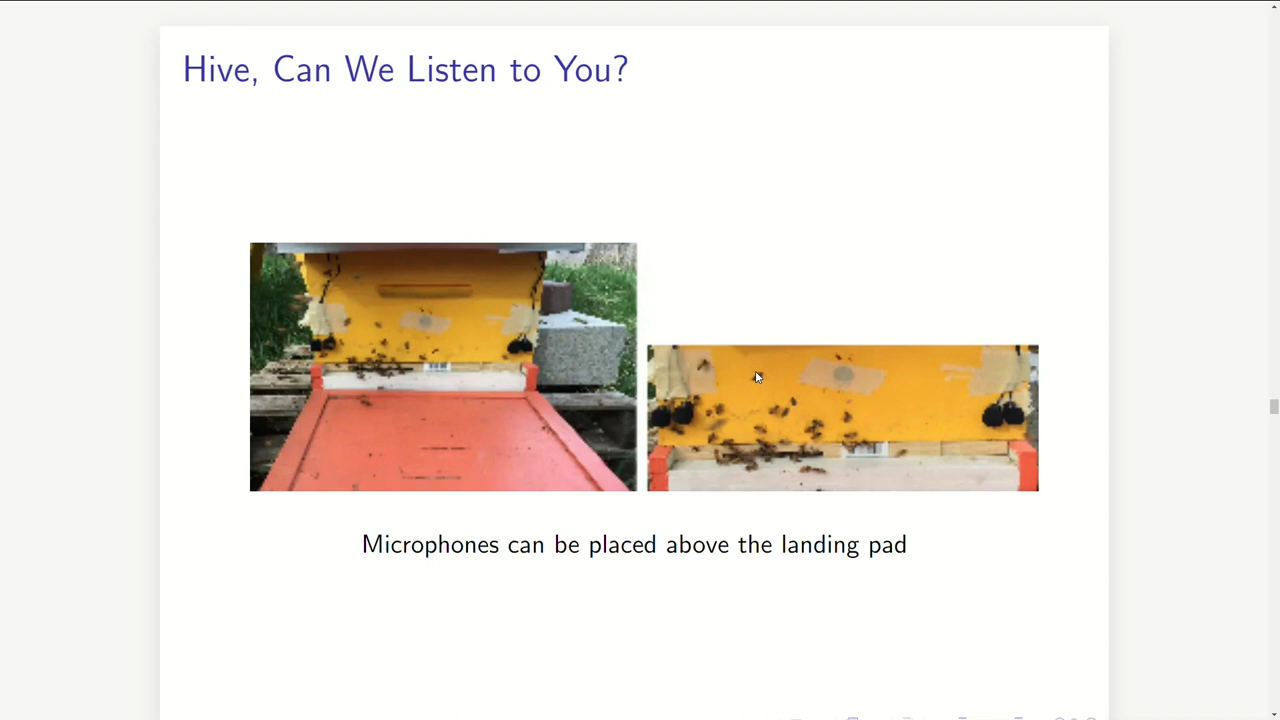 Hive, Can We Listen to You?
Microphones can be placed above the landing pad